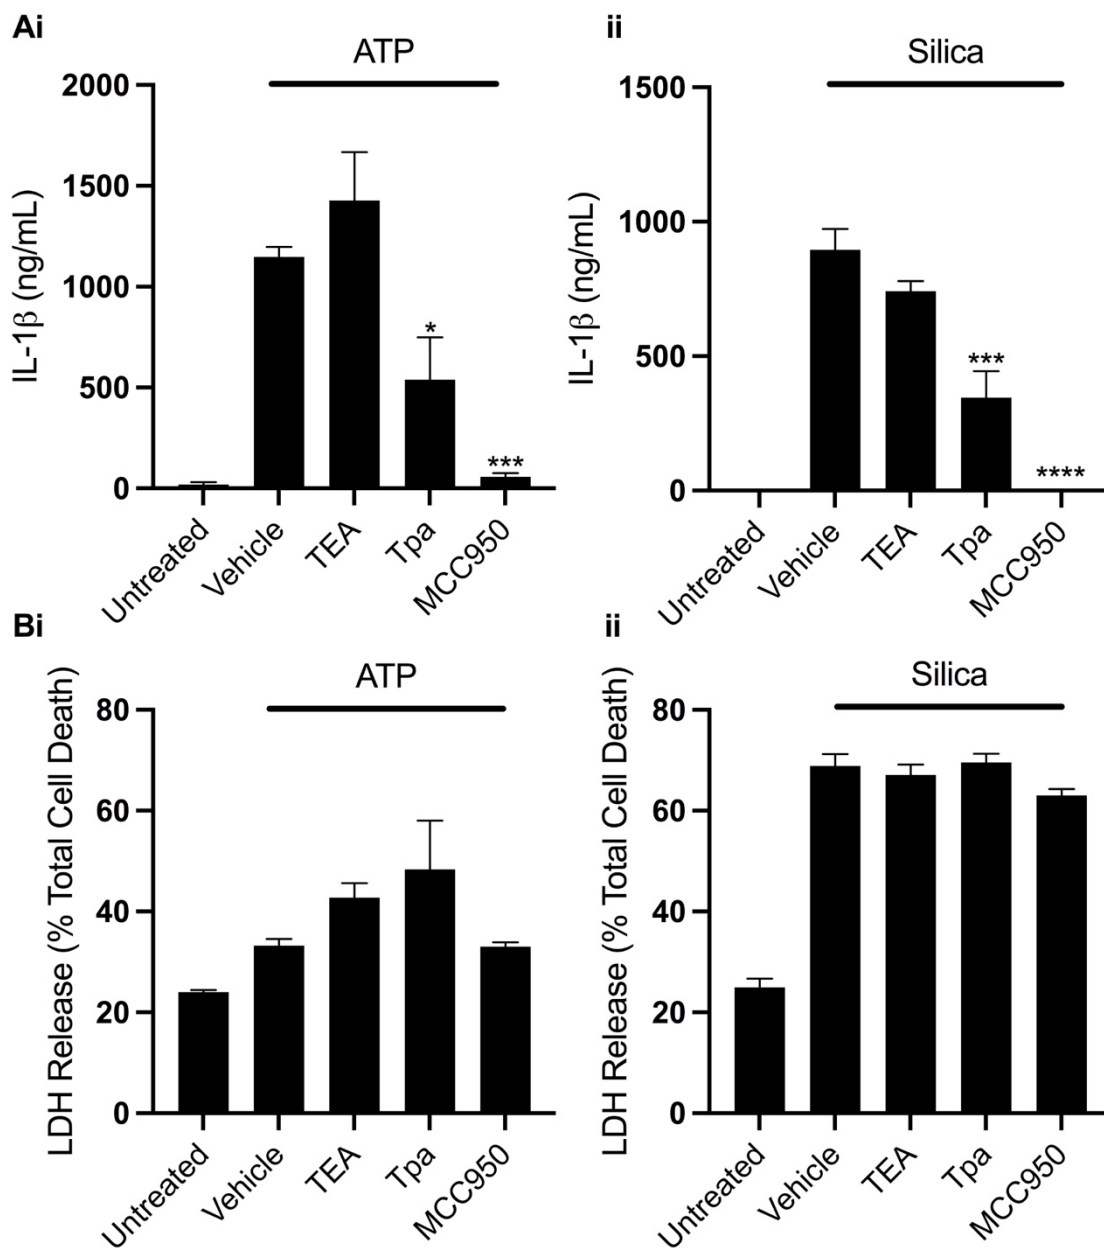 Ai
ATP
2000
1500
1000
500
0
IL-1β (ng/mL)
*
***
Untreated
Vehicle
TEA
Tpa
MCC950
ii
Silica
1500
1000
500
0
IL-1β (ng/mL)
***
****
Untreated
Vehicle
TEA
Tpa
MCC950
Bi
ATP
80
60
40
20
0
LDH Release (% Total Cell Death)
Untreated
Vehicle
TEA
Tpa
MCC950
ii
Silica
80
60
40
20
0
LDH Release (% Total Cell Death)
Untreated
Vehicle
TEA
Tpa
MCC950